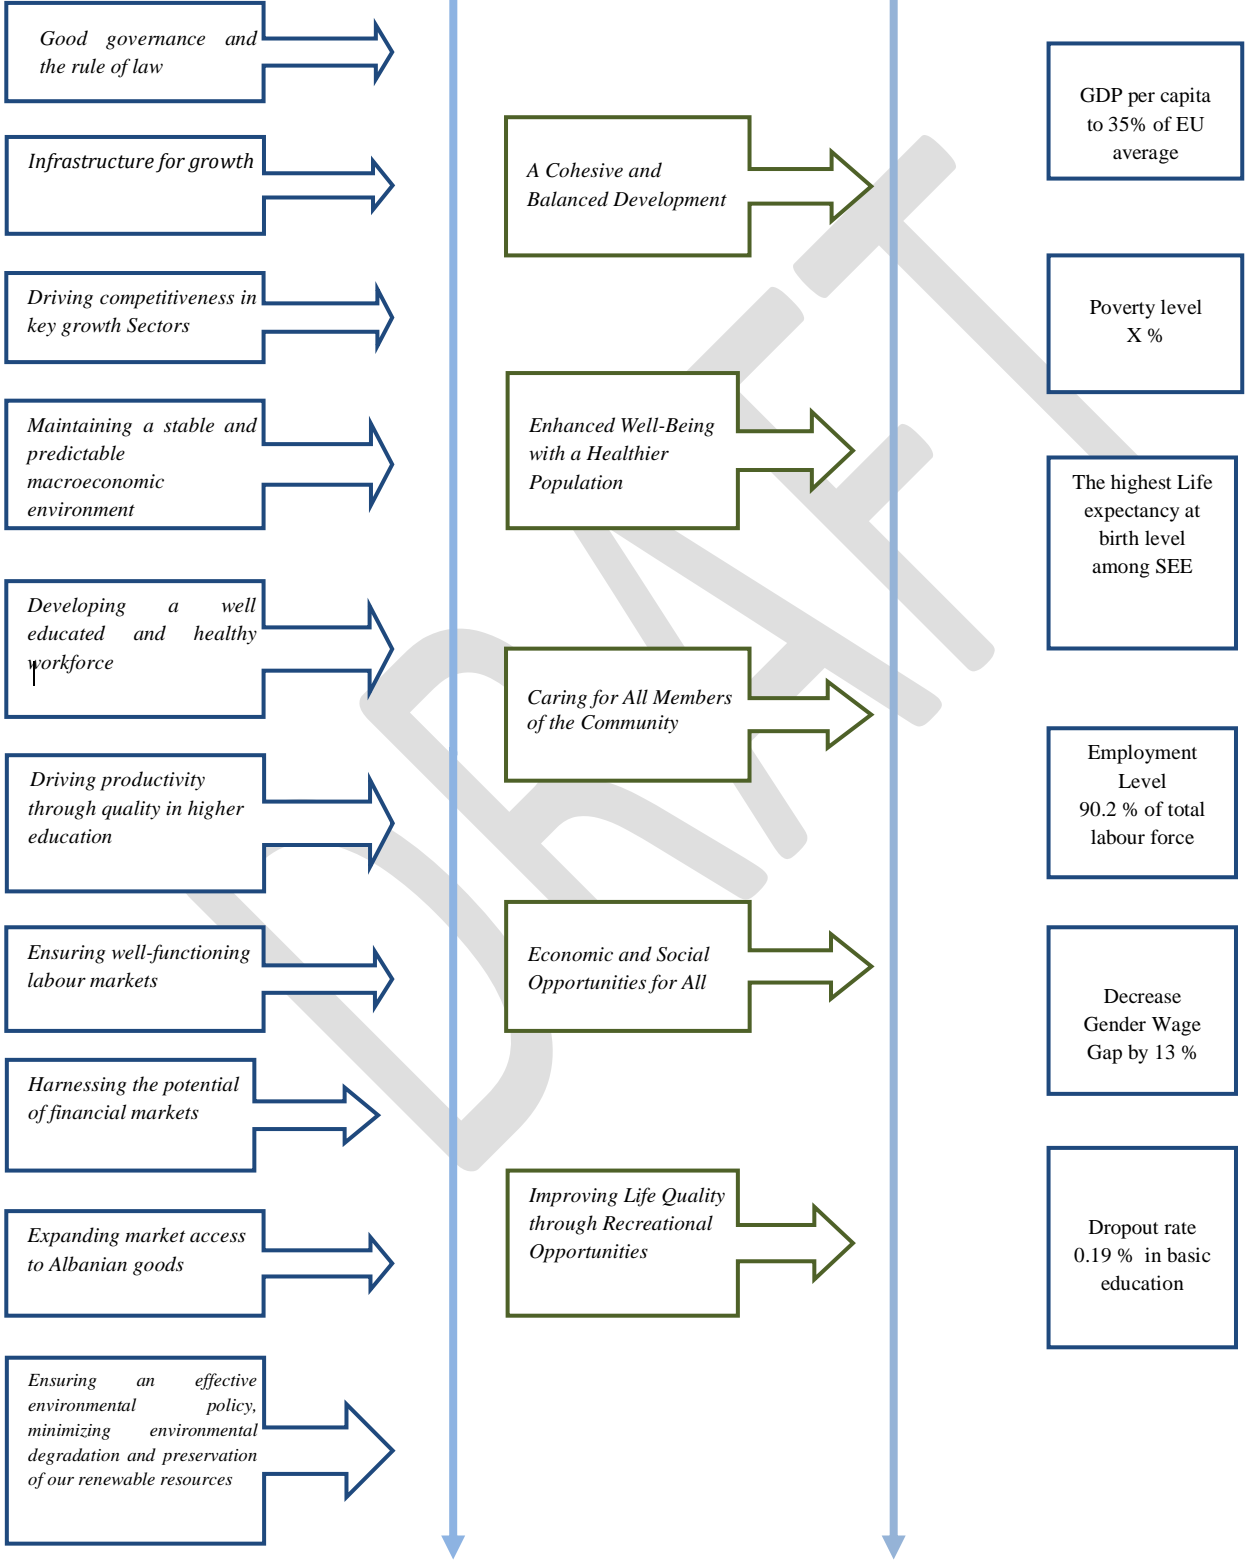 Good governance and
the rule of law
Infrastructure for growth
Driving competitiveness in
key growth Sectors
Maintaining a stable and
predictable
macroeconomic
environment
Developing a well
educated and healthy
workforce
Driving productivity
through quality in higher
education
Ensuring well-functioning
labour markets
Harnessing the potential
of financial markets
Expanding market access
to Albanian goods
Ensuring an effective
environmental policy,
minimizing environmental
degradation and preservation
of our renewable resources
A Cohesive and
Balanced Development
Enhanced Well-Being
with a Healthier
Population
Caring for All Members
of the Community
Economic and Social
Opportunities for All
Improving Life Quality
through Recreational
Opportunities
GDP per capita
to 35% of EU
average
Poverty level
X %
The highest Life
expectancy at
birth level
among SEE
Employment
Level
90.2 % of total
labour force
Decrease
Gender Wage
Gap by 13 %
Dropout rate
0.19 % in basic
education
DRAFT